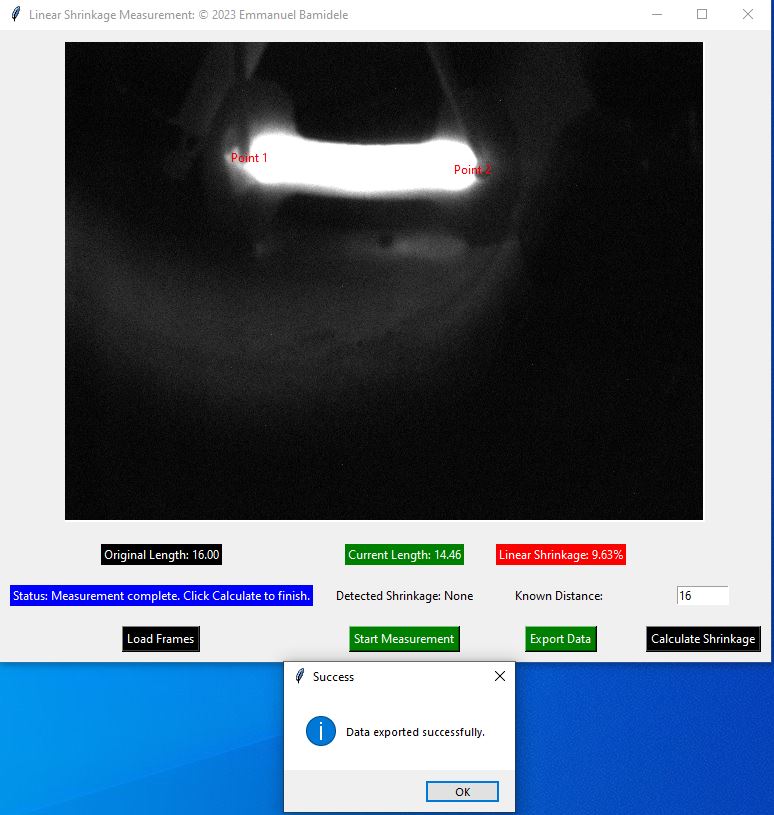 Linear Shrinkage Measurement: © 2023 Emmanuel Bamidele
Point 1
Point 2
Original Length: 16.00
Current Length: 14.46
Linear Shrinkage: 9.63%
Status: Measurement complete. Click Calculate to finish.
Detected Shrinkage: None
Known Distance:
16
Load Frames
Start Measurement
Export Data
Calculate Shrinkage
Success
Data exported successfully.
OK